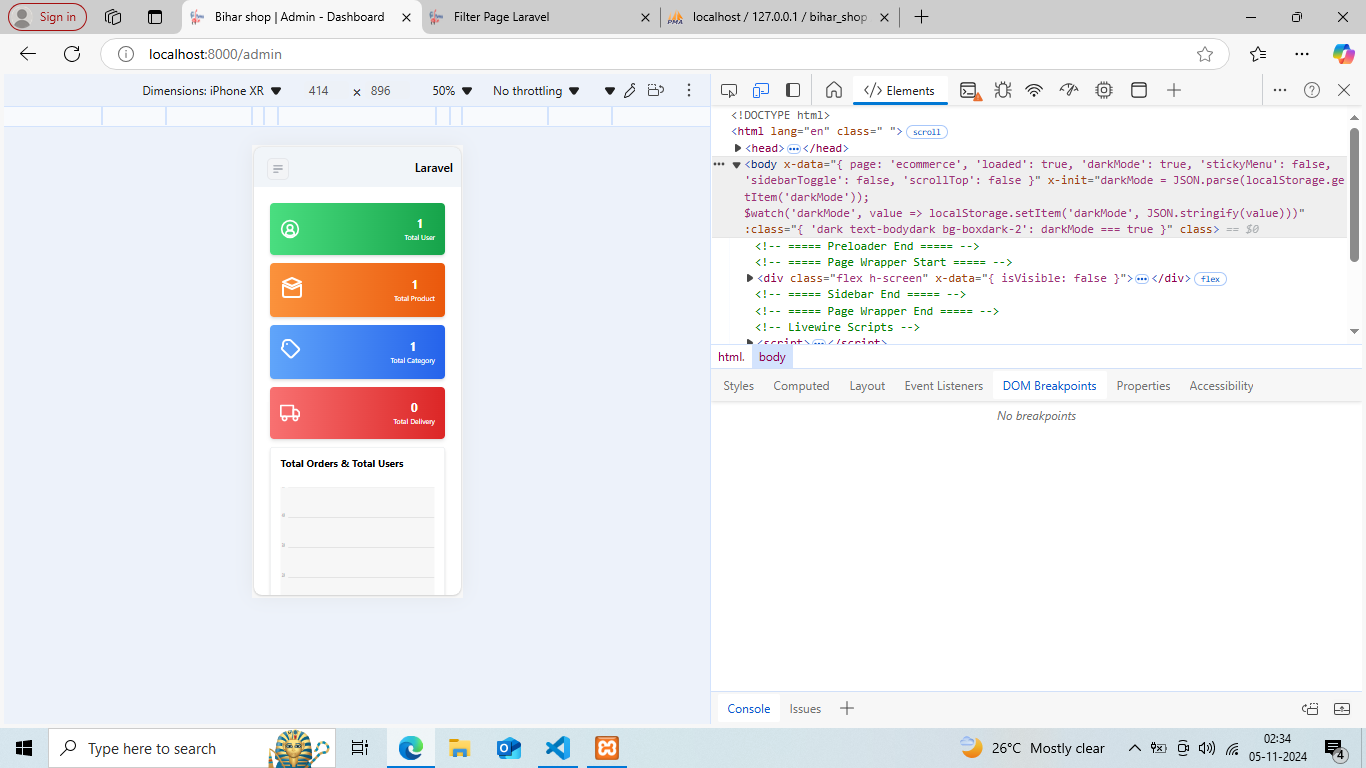 Sign in
Bihar shop | Admin - Dashboard
Filter Page Laravel
localhost / 127.0.0.1 / bihar_shop
localhost:8000/admin
Dimensions: iPhone XR
414
×
896
50%
No throttling
Laravel
1
Total User
1
Total Product
1
Total Category
0
Total Delivery
Total Orders & Total Users
Elements
<!DOCTYPE html>
<html lang="en" class=" "> scroll
<head> ••• </head>
<body x-data="{ page: 'ecommerce', 'loaded': true, 'darkMode': true, 'stickyMenu': false,
'sidebarToggle': false, 'scrollTop': false }" x-init="darkMode = JSON.parse(localStorage.ge
tItem('darkMode'));
$watch('darkMode', value => localStorage.setItem('darkMode', JSON.stringify(value)))"
:class="{ 'dark text-bodydark bg-boxdark-2': darkMode === true }" class> == $0
<!-- ===== Preloader End ===== -->
<!-- ===== Page Wrapper Start ===== -->
<div class="flex h-screen" x-data="{ isVisible: false }"> ••• </div> flex
<!-- ===== Sidebar End ===== -->
<!-- ===== Page Wrapper End ===== -->
<!-- Livewire Scripts -->
<script> ••• </script>
html.
body
Styles
Computed
Layout
Event Listeners
DOM Breakpoints
Properties
Accessibility
No breakpoints
Console
Issues
Type here to search
26°C Mostly clear
02:34
05-11-2024
4